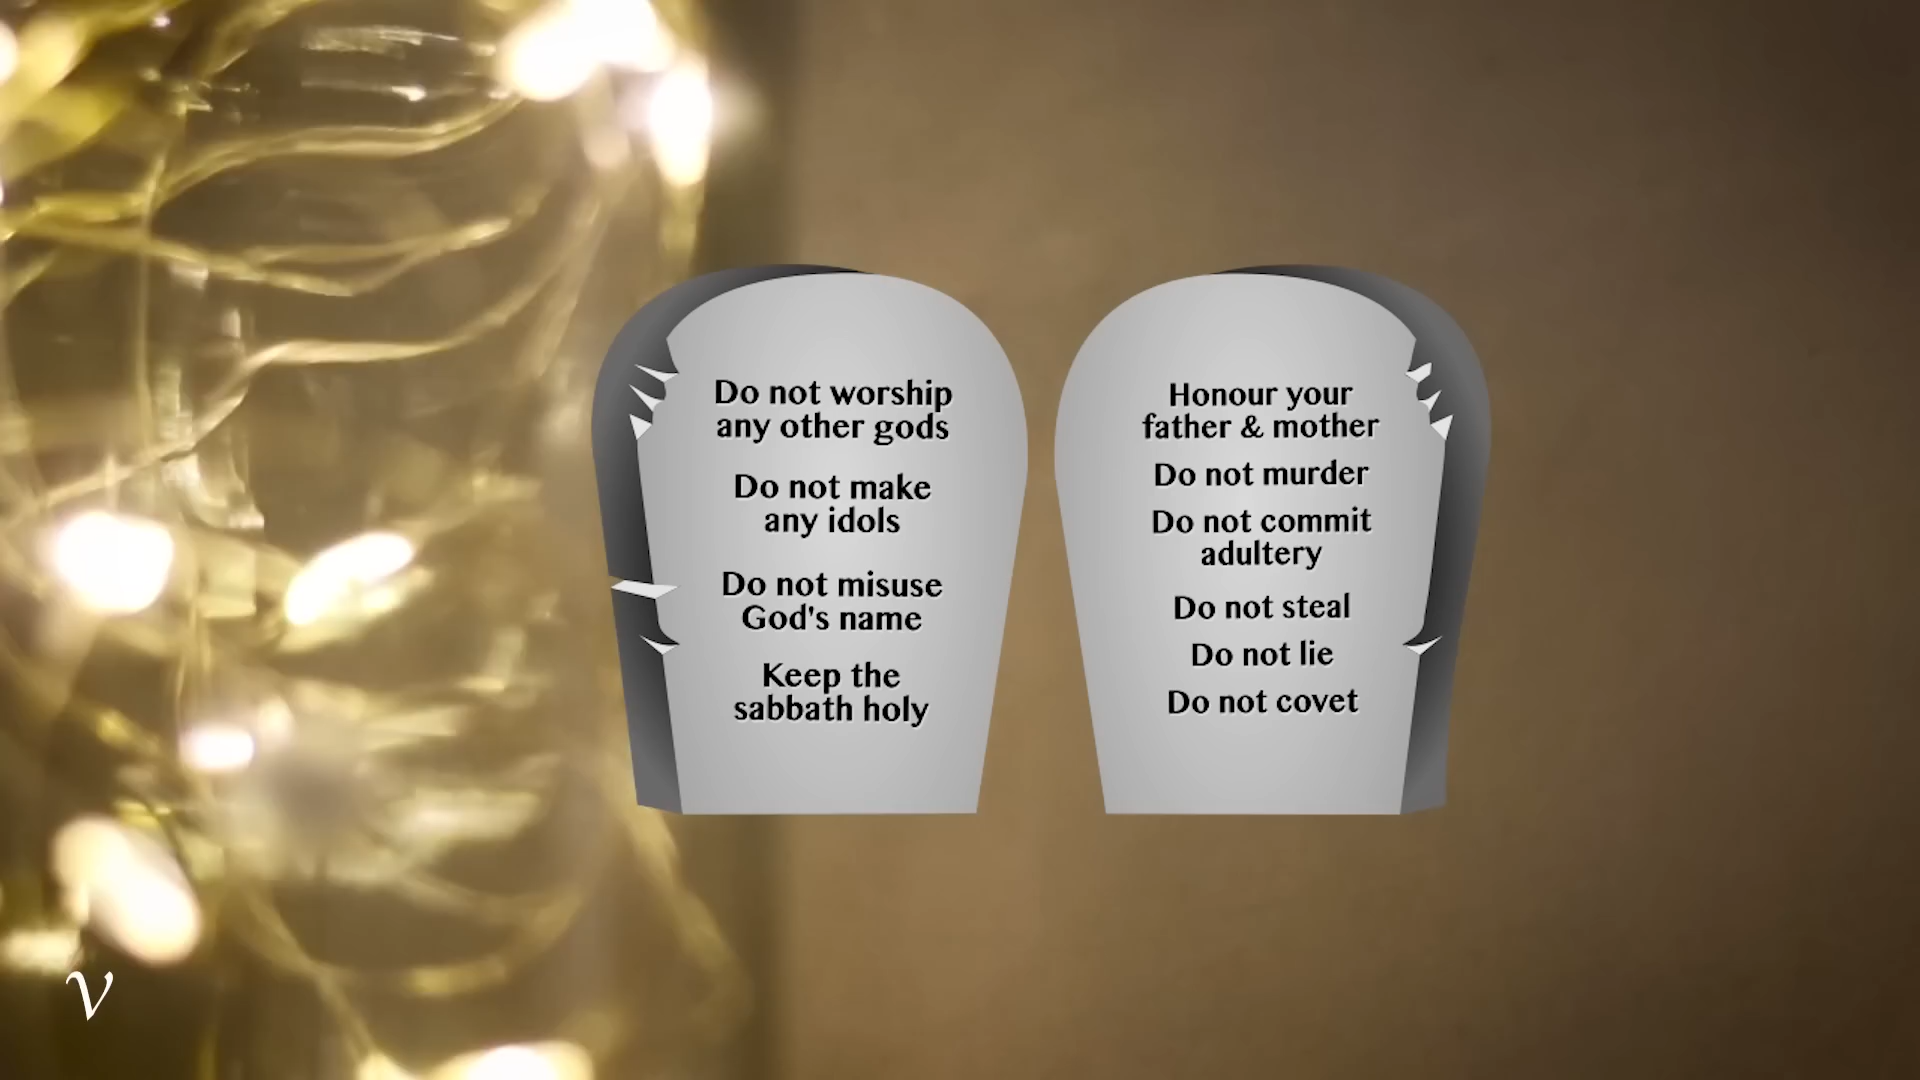 Do not worship
any other gods
Do not make
any idols
Do not misuse
God's name
Keep the
sabbath holy
Honour your
father & mother
Do not murder
Do not commit
adultery
Do not steal
Do not lie
Do not covet
v